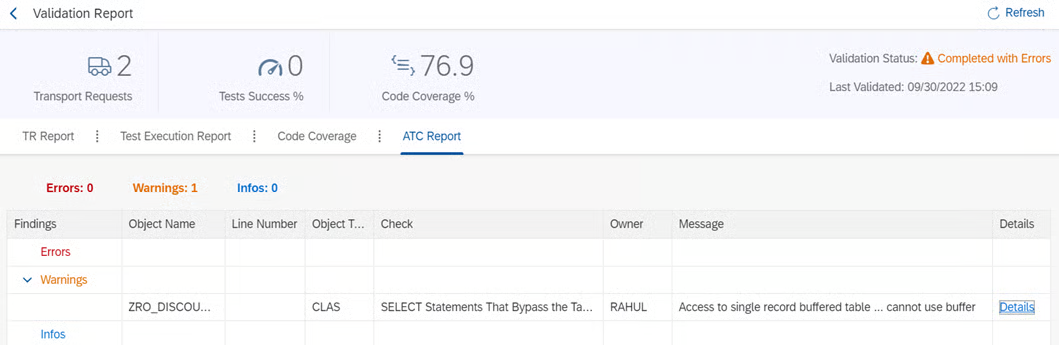 Validation Report
Refresh
2
Transport Requests
0
Tests Success %
76.9
Code Coverage %
Validation Status: Completed with Errors
Last Validated: 09/30/2022 15:09
TR Report
Test Execution Report
Code Coverage
ATC Report
Errors: 0 Warnings: 1 Infos: 0
Findings Object Name Line Number Object T... Check Owner Message Details
Errors
Warnings
ZRO_DISCOU... CLAS SELECT Statements That Bypass the Ta... RAHUL Access to single record buffered table ... cannot use buffer Details
Infos